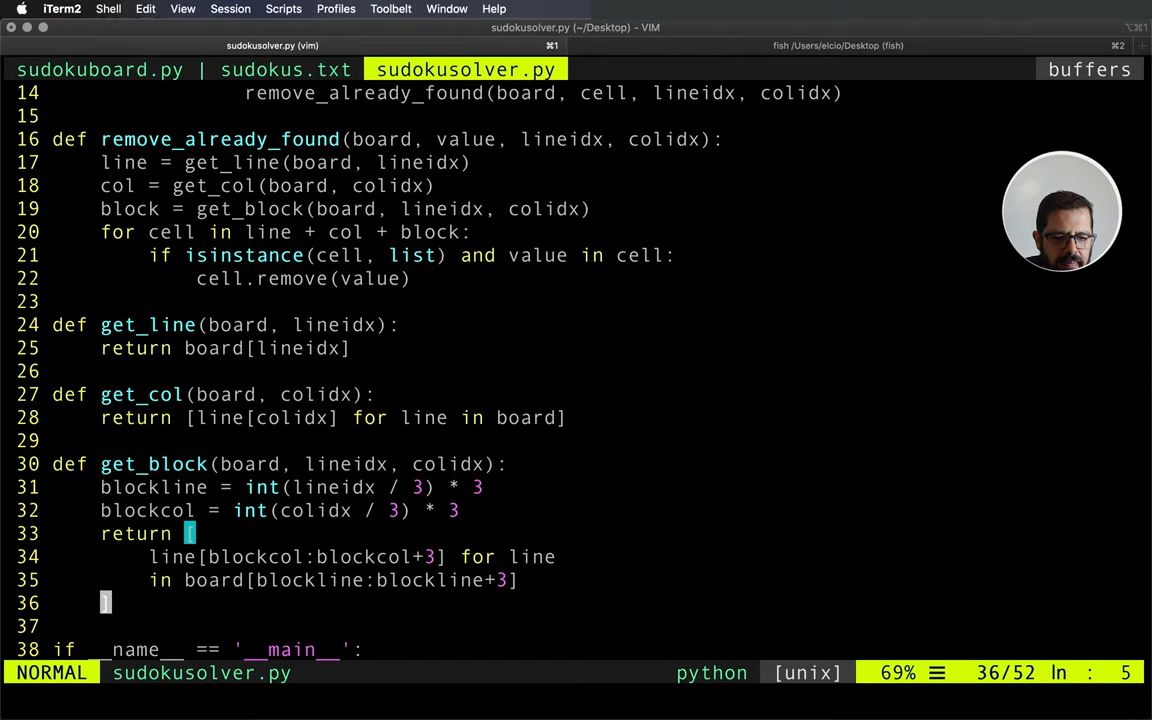 iTerm2 Shell Edit View Session Scripts Profiles Toolbelt Window Help
sudokusolver.py (~/Desktop) - VIM
⌥⌘1
sudokusolver.py (vim) ⌘1 fish /Users/elcio/Desktop (fish) ⌘2
sudokuboard.py | sudokus.txt sudokusolver.py buffers
14 remove_already_found(board, cell, lineidx, colidx)
15
16 def remove_already_found(board, value, lineidx, colidx):
17 line = get_line(board, lineidx)
18 col = get_col(board, colidx)
19 block = get_block(board, lineidx, colidx)
20 for cell in line + col + block:
21 if isinstance(cell, list) and value in cell:
22 cell.remove(value)
23
24 def get_line(board, lineidx):
25 return board[lineidx]
26
27 def get_col(board, colidx):
28 return [line[colidx] for line in board]
29
30 def get_block(board, lineidx, colidx):
31 blockline = int(lineidx / 3) * 3
32 blockcol = int(colidx / 3) * 3
33 return [
34 line[blockcol:blockcol+3] for line
35 in board[blockline:blockline+3]
36 ]
37
38 if __name__ == '__main__':
NORMAL sudokusolver.py python [unix] 69% ☰ 36/52 ln : 5